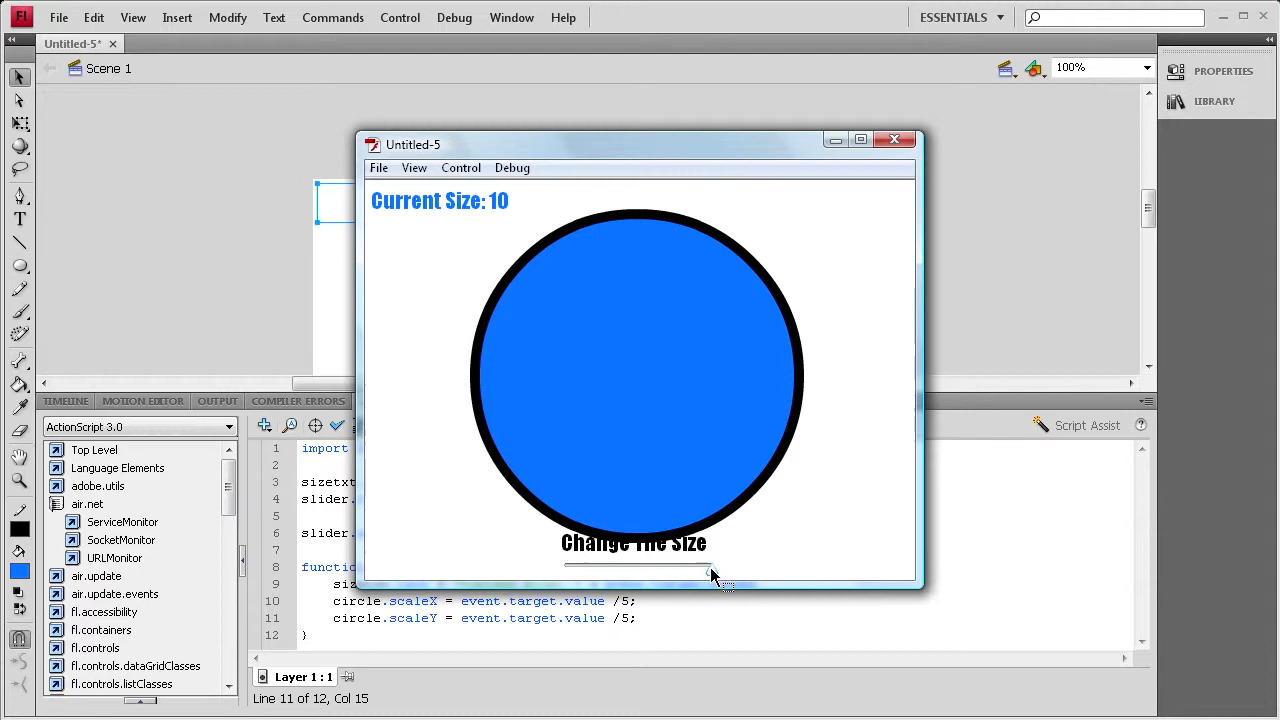 Fl File Edit View Insert Modify Text Commands Control Debug Window Help ESSENTIALS
Untitled-5*
Scene 1 100%
PROPERTIES
LIBRARY
Untitled-5
File View Control Debug
Current Size: 10
Change The Size
TIMELINE MOTION EDITOR OUTPUT COMPILER ERRORS
ActionScript 3.0
Script Assist
Top Level
Language Elements
adobe.utils
air.net
ServiceMonitor
SocketMonitor
URLMonitor
air.update
air.update.events
fl.accessibility
fl.containers
fl.controls
fl.controls.dataGridClasses
fl.controls.listClasses
1 import
2
3 sizetx
4 slider.
5
6 slider.
7
8 functio
9
10 circle.scaleX = event.target.value /5;
11 circle.scaleY = event.target.value /5;
12 }
Layer 1 : 1
Line 11 of 12, Col 15